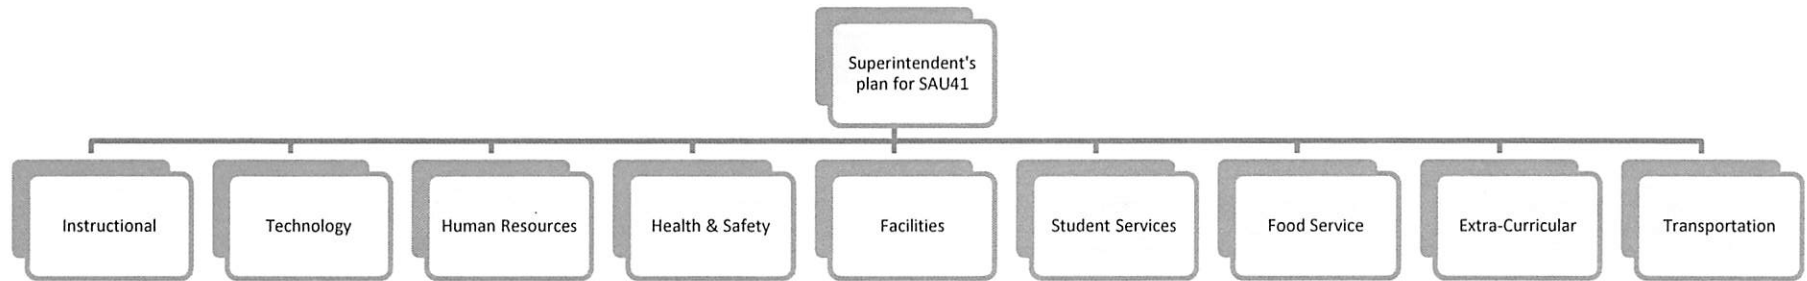 Superintendent's
plan for SAU41
Instructional
Technology
Human Resources
Health & Safety
Facilities
Student Services
Food Service
Extra-Curricular
Transportation